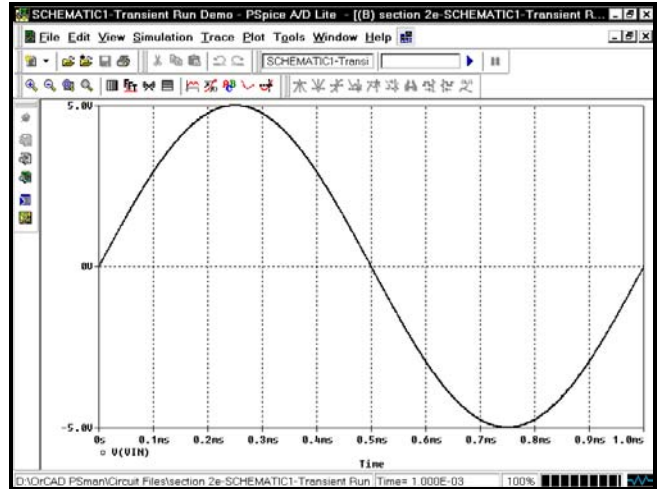 SCHEMATIC1-Transient Run Demo - PSpice A/D Lite - [(B) section 2e-SCHEMATIC1-Transient R...
File Edit View Simulation Trace Plot Tools Window Help
SCHEMATIC1-Transi
5.0V
0V
-5.0V
0s 0.1ms 0.2ms 0.3ms 0.4ms 0.5ms 0.6ms 0.7ms 0.8ms 0.9ms 1.0ms
V(VIN)
Time
D:\OrCAD PSman\Circuit Files\section 2e-SCHEMATIC1-Transient Run Time= 1.000E-03 100%